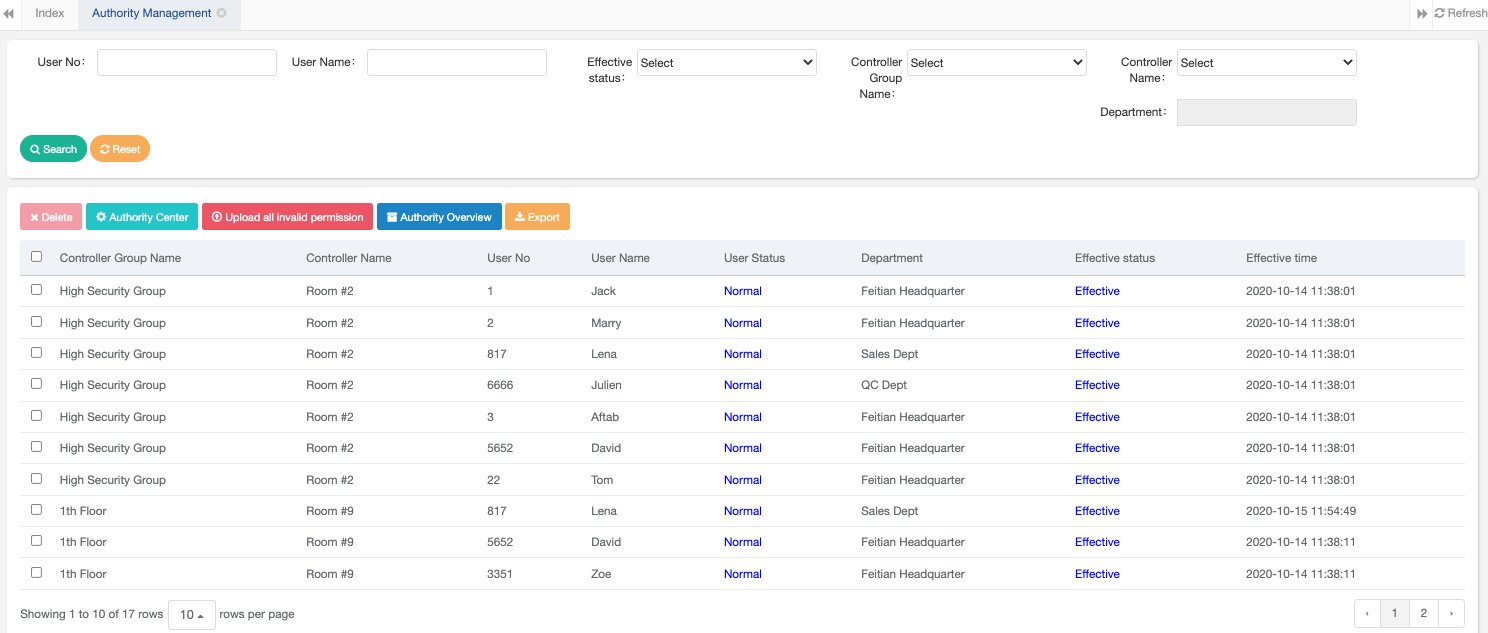 Index Authority Management Refresh
User No: User Name: Effective status: Select Controller Group Name: Select Controller Name: Select
Department:
Search Reset
Delete Authority Center Upload all invalid permission Authority Overview Export
Controller Group Name Controller Name User No User Name User Status Department Effective status Effective time
High Security Group Room #2 1 Jack Normal Feitian Headquarter Effective 2020-10-14 11:38:01
High Security Group Room #2 2 Marry Normal Feitian Headquarter Effective 2020-10-14 11:38:01
High Security Group Room #2 817 Lena Normal Sales Dept Effective 2020-10-14 11:38:01
High Security Group Room #2 6666 Julien Normal QC Dept Effective 2020-10-14 11:38:01
High Security Group Room #2 3 Aftab Normal Feitian Headquarter Effective 2020-10-14 11:38:01
High Security Group Room #2 5652 David Normal Feitian Headquarter Effective 2020-10-14 11:38:01
High Security Group Room #2 22 Tom Normal Feitian Headquarter Effective 2020-10-14 11:38:01
1th Floor Room #9 817 Lena Normal Sales Dept Effective 2020-10-15 11:54:49
1th Floor Room #9 5652 David Normal Feitian Headquarter Effective 2020-10-14 11:38:11
1th Floor Room #9 3351 Zoe Normal Feitian Headquarter Effective 2020-10-14 11:38:11
Showing 1 to 10 of 17 rows 10 rows per page ‹ 1 2 ›